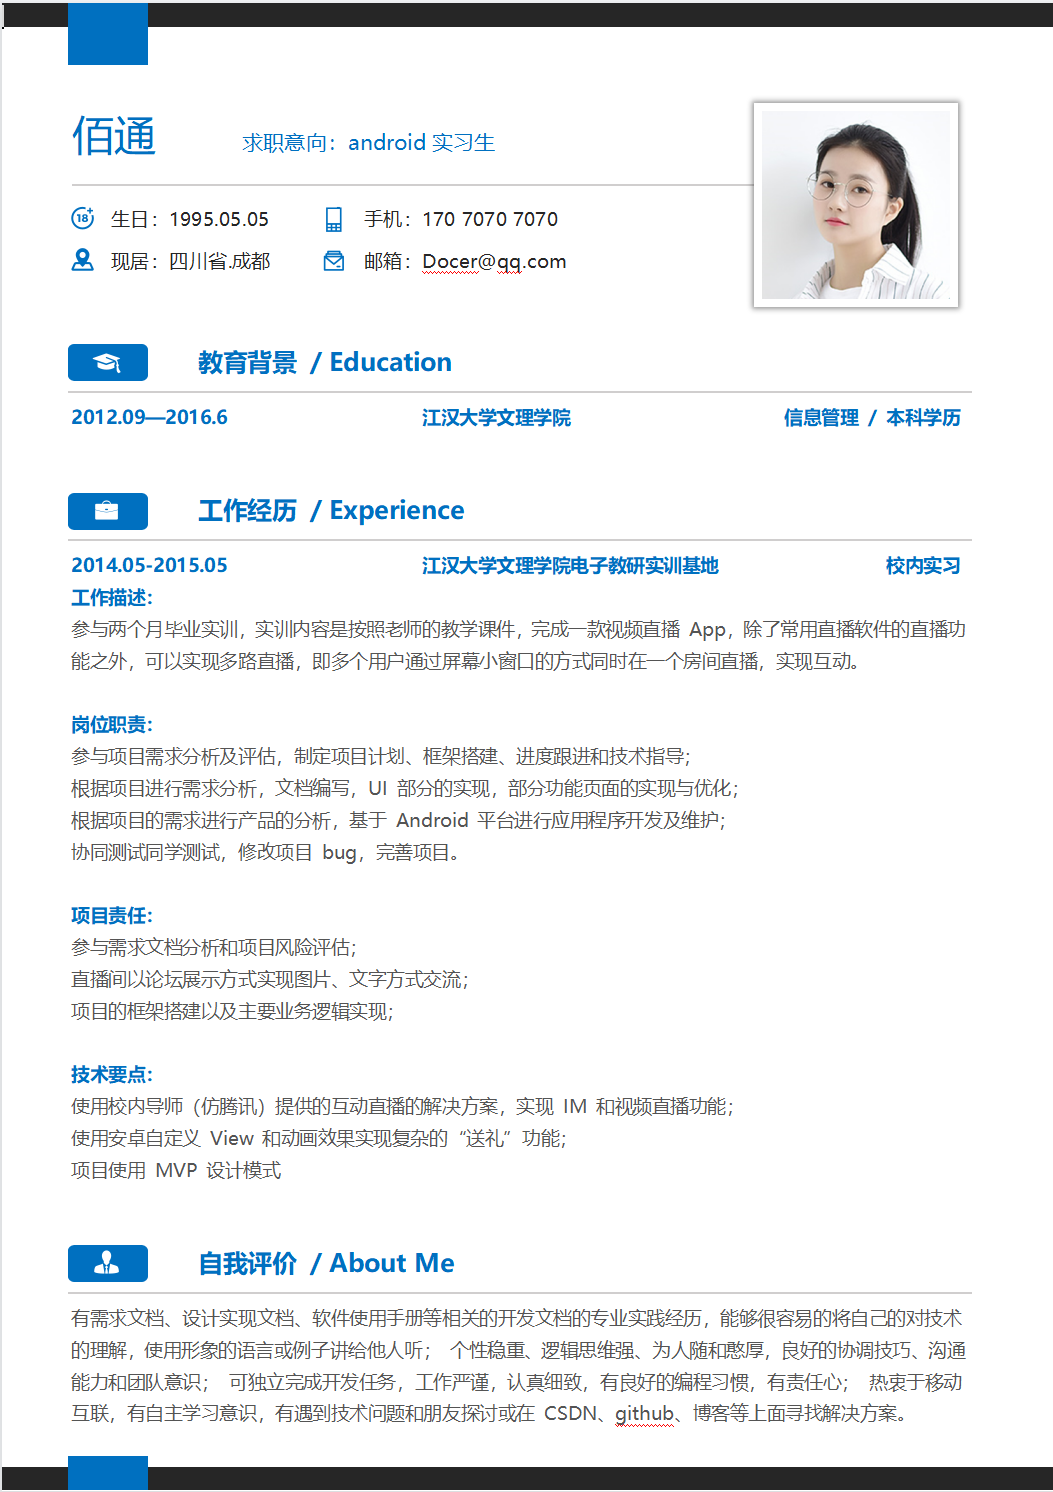 佰通
求职意向：android 实习生
18+ 生日：1995.05.05 手机：170 7070 7070
现居：四川省.成都 邮箱：Docer@qq.com
教育背景 / Education
2012.09—2016.6 江汉大学文理学院 信息管理 / 本科学历
工作经历 / Experience
2014.05-2015.05 江汉大学文理学院电子教研实训基地 校内实习
工作描述：
参与两个月毕业实训，实训内容是按照老师的教学课件，完成一款视频直播 App，除了常用直播软件的直播功
能之外，可以实现多路直播，即多个用户通过屏幕小窗口的方式同时在一个房间直播，实现互动。
岗位职责：
参与项目需求分析及评估，制定项目计划、框架搭建、进度跟进和技术指导；
根据项目进行需求分析，文档编写，UI 部分的实现，部分功能页面的实现与优化；
根据项目的需求进行产品的分析，基于 Android 平台进行应用程序开发及维护；
协同测试同学测试，修改项目 bug，完善项目。
项目责任：
参与需求文档分析和项目风险评估；
直播间以论坛展示方式实现图片、文字方式交流；
项目的框架搭建以及主要业务逻辑实现；
技术要点：
使用校内导师（仿腾讯）提供的互动直播的解决方案，实现 IM 和视频直播功能；
使用安卓自定义 View 和动画效果实现复杂的“送礼”功能；
项目使用 MVP 设计模式
自我评价 / About Me
有需求文档、设计实现文档、软件使用手册等相关的开发文档的专业实践经历，能够很容易的将自己的对技术
的理解，使用形象的语言或例子讲给他人听； 个性稳重、逻辑思维强、为人随和憨厚，良好的协调技巧、沟通
能力和团队意识； 可独立完成开发任务，工作严谨，认真细致，有良好的编程习惯，有责任心； 热衷于移动
互联，有自主学习意识，有遇到技术问题和朋友探讨或在 CSDN、github、博客等上面寻找解决方案。